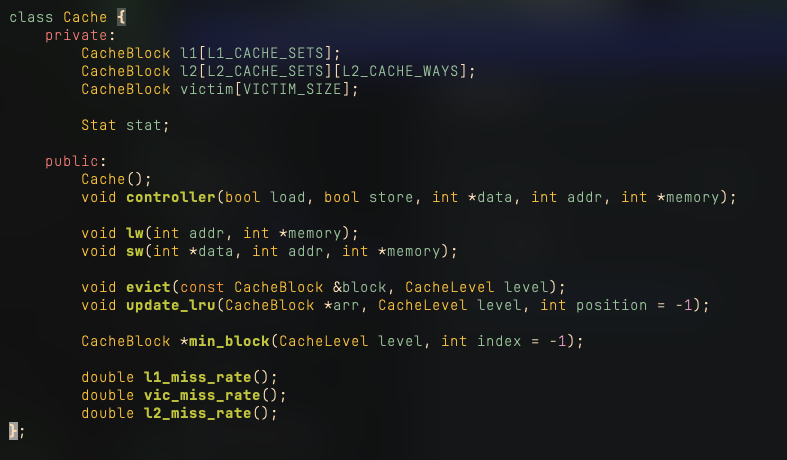 class Cache {
    private:
        CacheBlock l1[L1_CACHE_SETS];
        CacheBlock l2[L2_CACHE_SETS][L2_CACHE_WAYS];
        CacheBlock victim[VICTIM_SIZE];

        Stat stat;

    public:
        Cache();
        void controller(bool load, bool store, int *data, int addr, int *memory);

        void lw(int addr, int *memory);
        void sw(int *data, int addr, int *memory);

        void evict(const CacheBlock &block, CacheLevel level);
        void update_lru(CacheBlock *arr, CacheLevel level, int position = -1);

        CacheBlock *min_block(CacheLevel level, int index = -1);

        double l1_miss_rate();
        double vic_miss_rate();
        double l2_miss_rate();
};